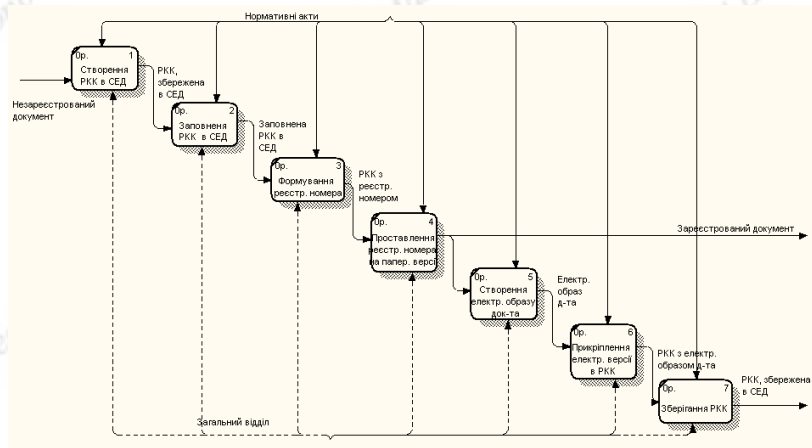 Нормативні акти
0р. 1
Створення
РКК в СЕД
РКК,
збережена
в СЕД
Незареєстрований
документ
0р. 2
Заповненя
РКК в СЕД
Заповнена
РКК в
СЕД
0р. 3
Формування
реєстр. номера
РКК з
реєстр.
номером
0р. 4
Проставлення
реєстр. номера
на папер. версії
Зареєстрований документ
0р. 5
Створення
електр. образу
док-та
Електр.
образ
д-та
0р. 6
Прикріплення
електр. версії
в РКК
РКК з електр.
образом д-та
0р. 7
Зберігання РКК
РКК, збережена
в СЕД
Загальний відділ